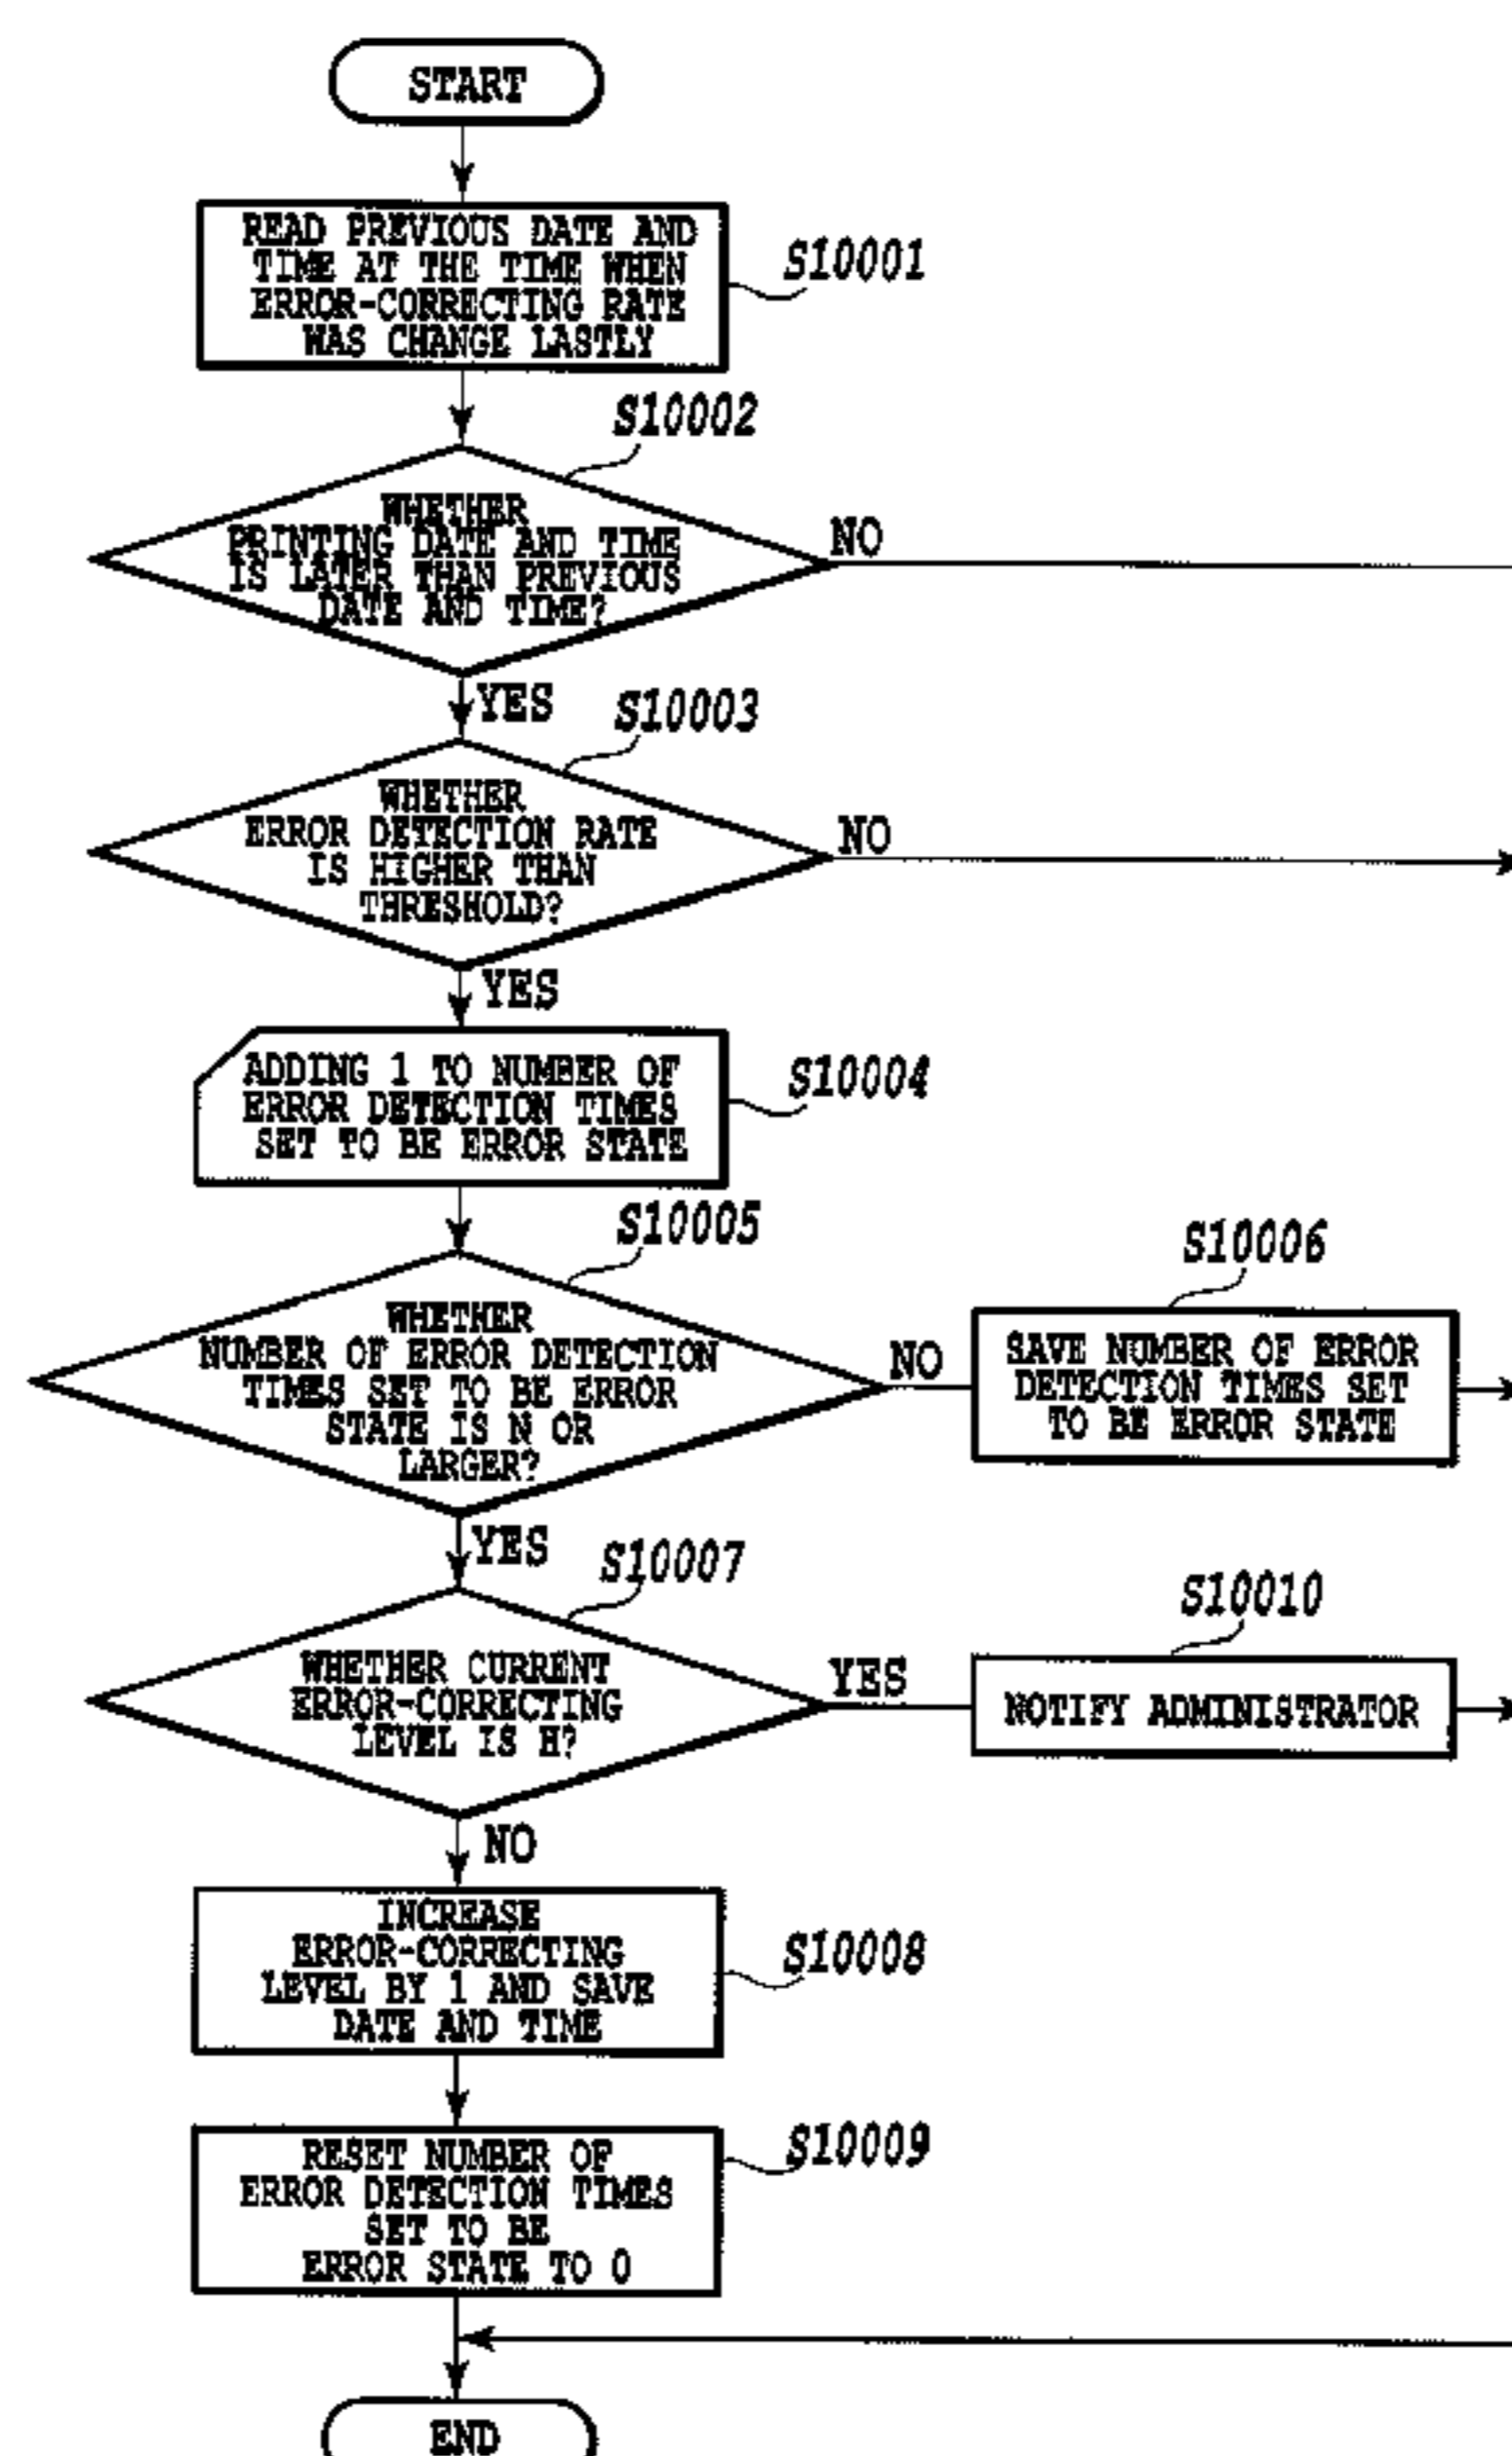 START
READ PREVIOUS DATE AND
TIME AT THE TIME WHEN
ERROR-CORRECTING RATE
WAS CHANGE LASTLY
S10001
S10002
WHETHER
PRINTING DATE AND TIME
IS LATER THAN PREVIOUS
DATE AND TIME?
NO
YES
S10003
WHETHER
ERROR DETECTION RATE
IS HIGHER THAN
THRESHOLD?
NO
YES
ADDING 1 TO NUMBER OF
ERROR DETECTION TIMES
SET TO BE ERROR STATE
S10004
S10005
WHETHER
NUMBER OF ERROR DETECTION
TIMES SET TO BE ERROR
STATE IS N OR
LARGER?
NO
S10006
SAVE NUMBER OF ERROR
DETECTION TIMES SET
TO BE ERROR STATE
YES
S10007
WHETHER CURRENT
ERROR-CORRECTING
LEVEL IS H?
YES
S10010
NOTIFY ADMINISTRATOR
NO
INCREASE
ERROR-CORRECTING
LEVEL BY 1 AND SAVE
DATE AND TIME
S10008
RESET NUMBER OF
ERROR DETECTION TIMES
SET TO BE
ERROR STATE TO 0
S10009
END